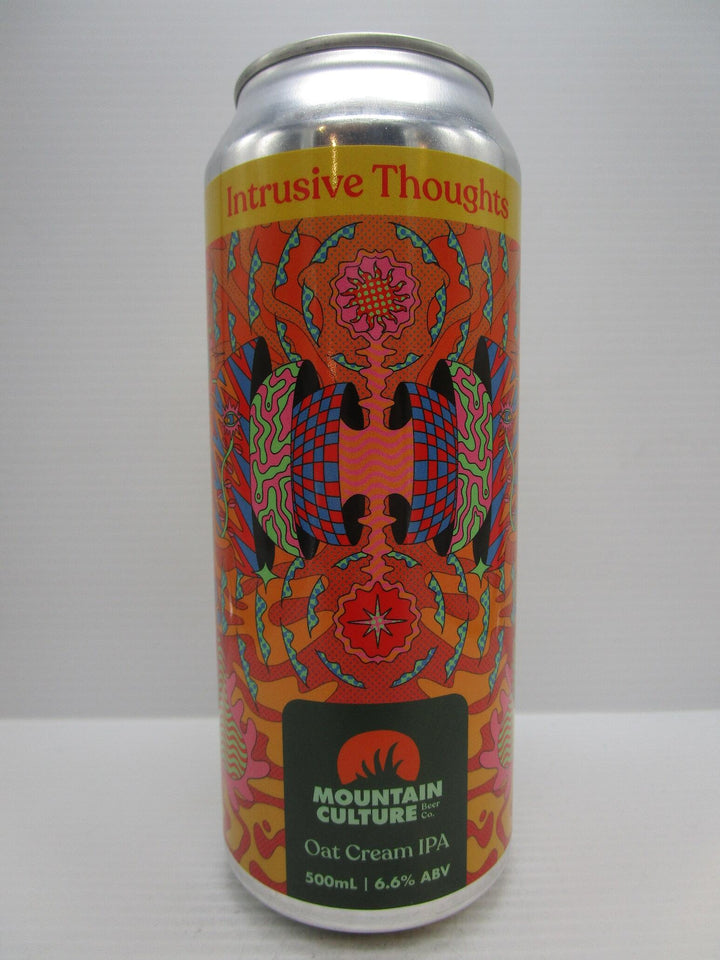 Intrusive Thoughts
MOUNTAIN
CULTURE Beer Co.
Oat Cream IPA
500mL | 6.6% ABV